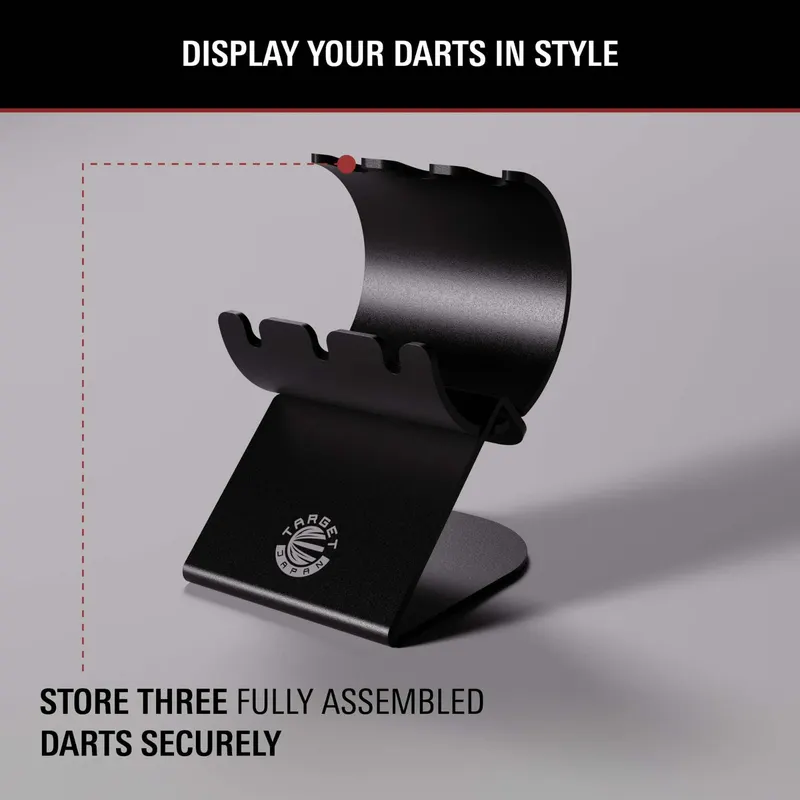 DISPLAY YOUR DARTS IN STYLE
TARGET
JAPAN
STORE THREE FULLY ASSEMBLED
DARTS SECURELY